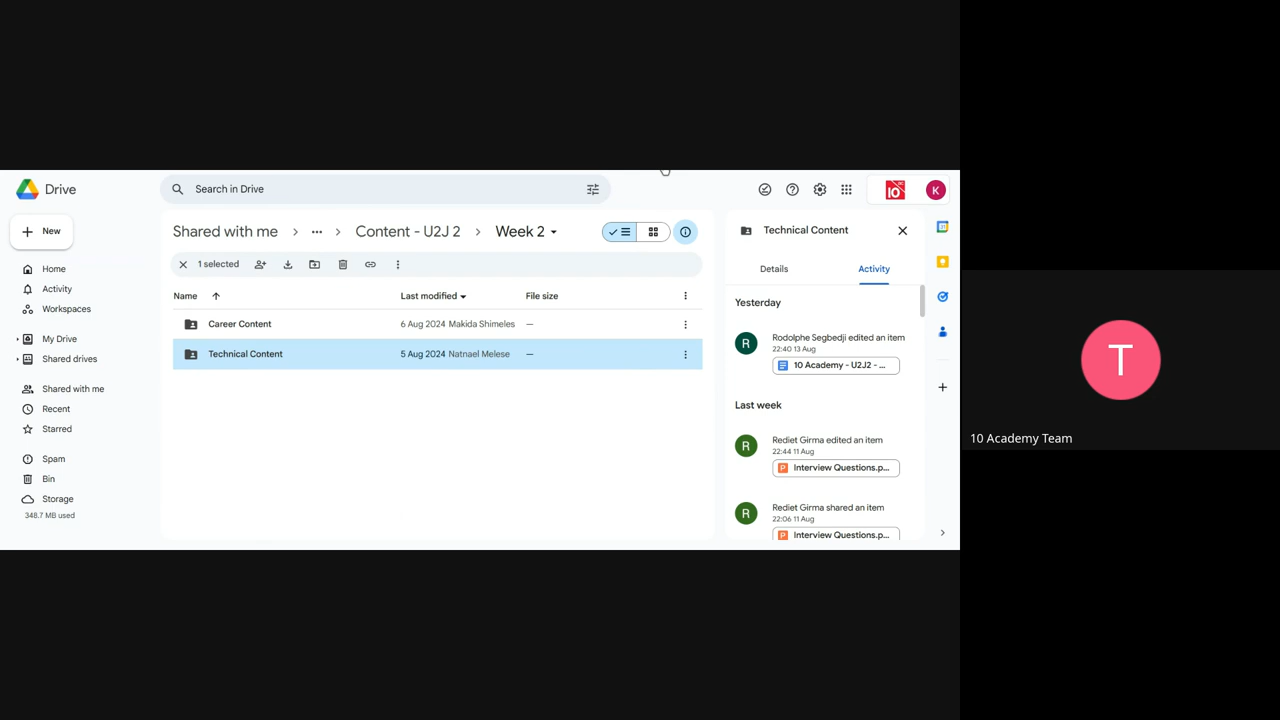 Drive
Search in Drive
10
K
New
Shared with me
Content - U2J 2
Week 2
Technical Content
1 selected
Details
Activity
Home
Activity
Workspaces
My Drive
Shared drives
Shared with me
Recent
Starred
Spam
Bin
Storage
348.7 MB used
Name
Last modified
File size
Career Content
6 Aug 2024 Makida Shimeles
—
Technical Content
5 Aug 2024 Natnael Melese
—
Yesterday
R
Rodolphe Segbedji edited an item
22:40 13 Aug
10 Academy - U2J2 - ...
Last week
R
Rediet Girma edited an item
22:44 11 Aug
P
Interview Questions.p...
R
Rediet Girma shared an item
22:06 11 Aug
P
Interview Questions.p...
T
10 Academy Team